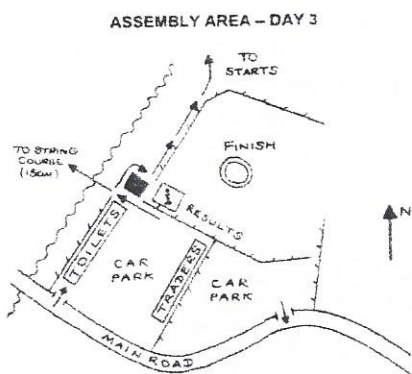 ASSEMBLY AREA – DAY 3
TO
STARTS
TO STRING
COURSE
(150M)
FINISH
RESULTS
N
TOILETS
CAR
PARK
TRADERS
CAR
PARK
MAIN ROAD